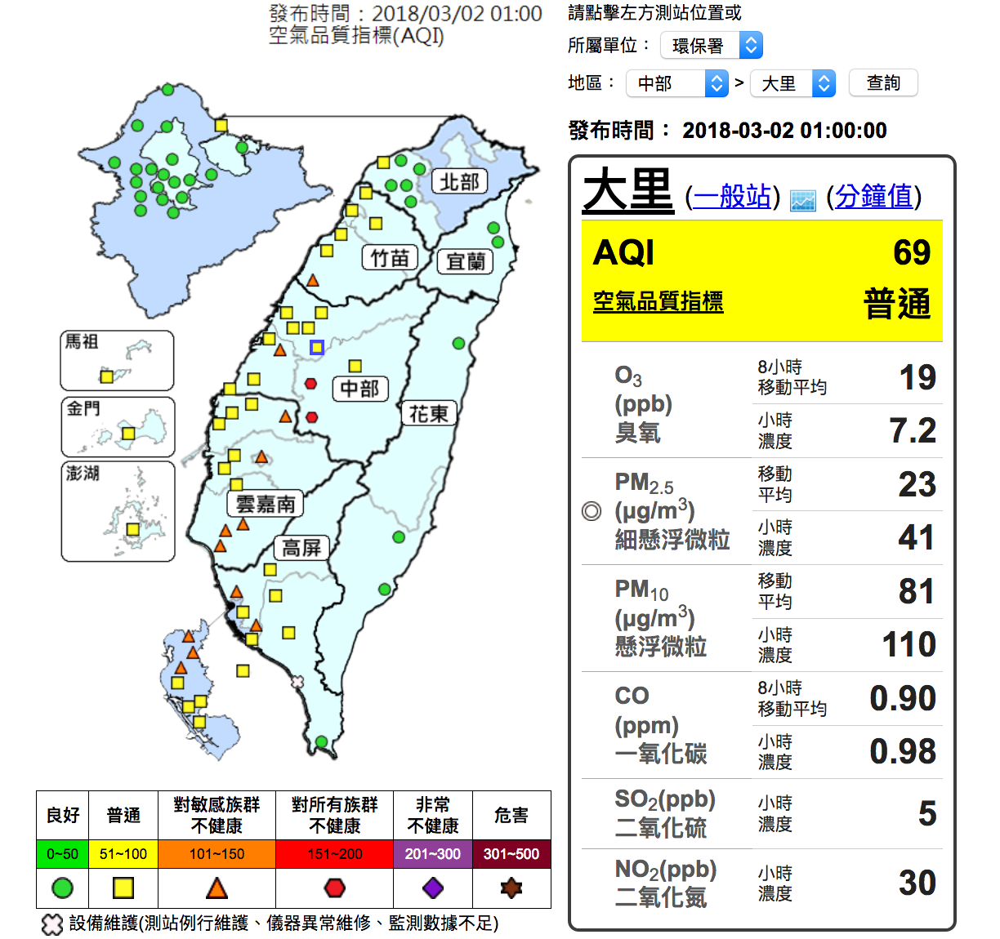 發布時間：2018/03/02 01:00
空氣品質指標(AQI)
北部
竹苗
宜蘭
馬祖
中部
金門
花東
澎湖
雲嘉南
高屏
良好
普通
對敏感族群
不健康
對所有族群
不健康
非常
不健康
危害
0~50
51~100
101~150
151~200
201~300
301~500
設備維護(測站例行維護、儀器異常維修、監測數據不足)
請點擊左方測站位置或
所屬單位： 環保署
地區： 中部 > 大里 查詢
發布時間： 2018-03-02 01:00:00
大里 (一般站) (分鐘值)
AQI 69
空氣品質指標 普通
O3
(ppb)
臭氧
8小時
移動平均
19
小時
濃度
7.2
PM2.5
(μg/m3)
細懸浮微粒
移動
平均
23
小時
濃度
41
PM10
(μg/m3)
懸浮微粒
移動
平均
81
小時
濃度
110
CO
(ppm)
一氧化碳
8小時
移動平均
0.90
小時
濃度
0.98
SO2(ppb)
二氧化硫
小時
濃度
5
NO2(ppb)
二氧化氮
小時
濃度
30